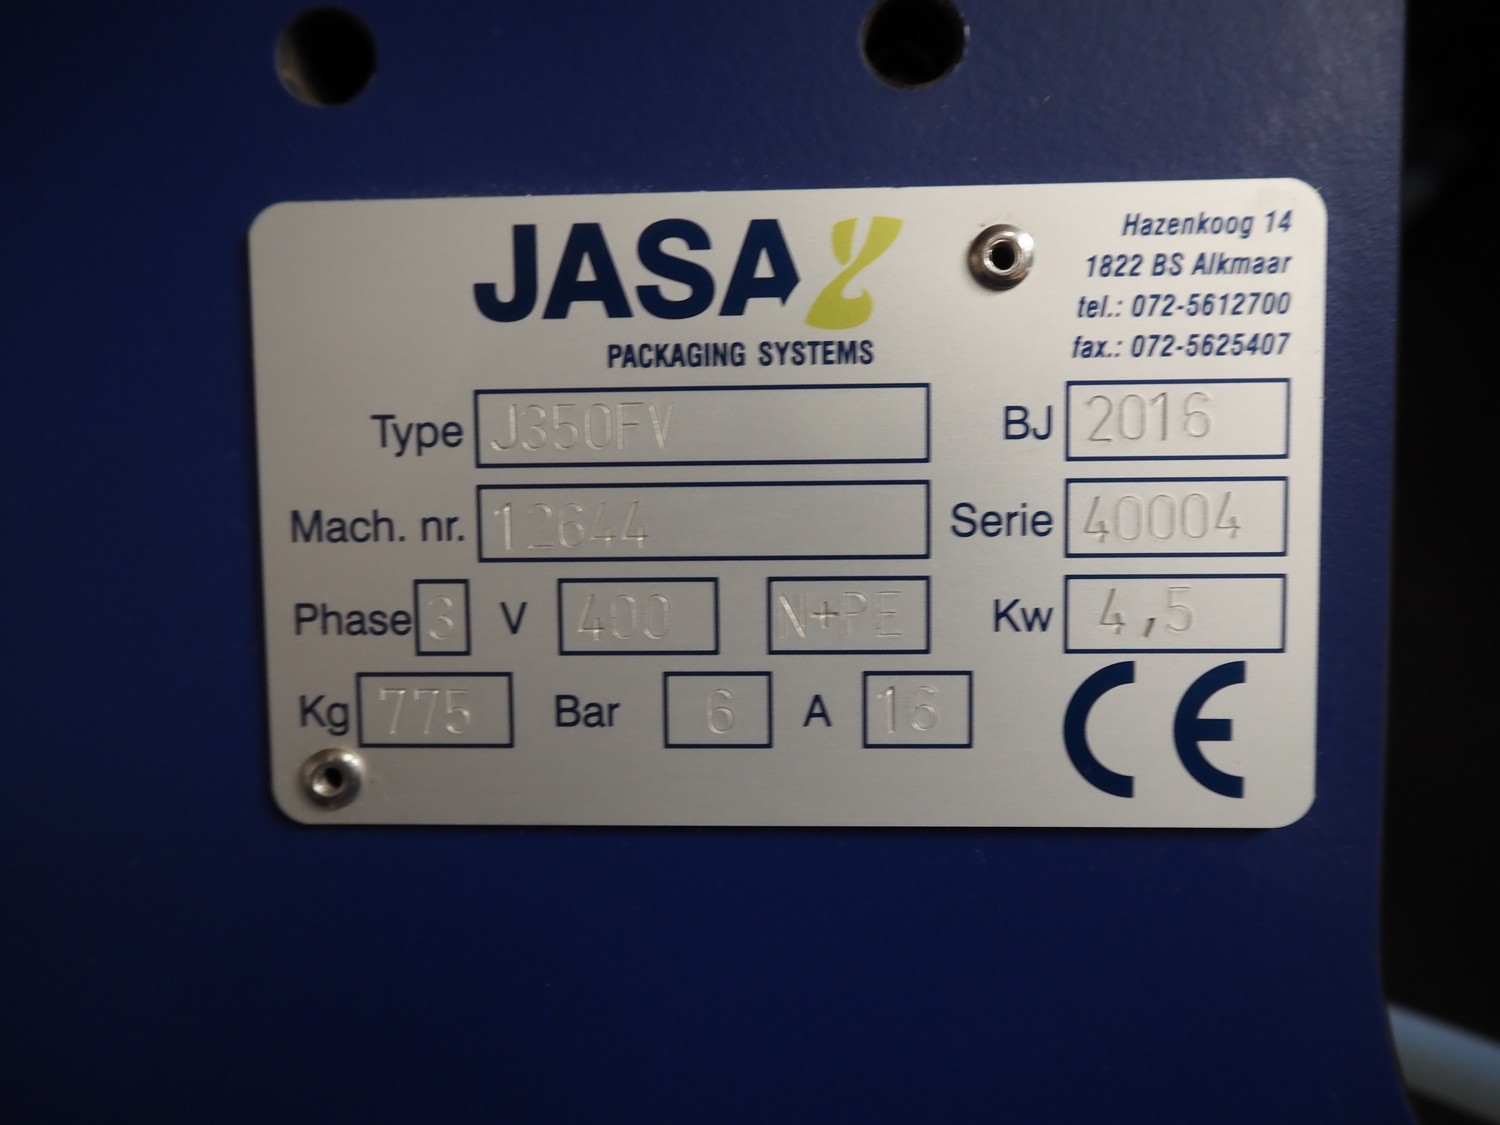 JASA
PACKAGING SYSTEMS
Hazenkoog 14
1822 BS Alkmaar
tel.: 072-5612700
fax.: 072-5625407
Type J350FV BJ 2016
Mach. nr. 12644 Serie 40004
Phase 3 V 400 N+PE Kw 4,5
Kg 775 Bar 6 A 16 CE